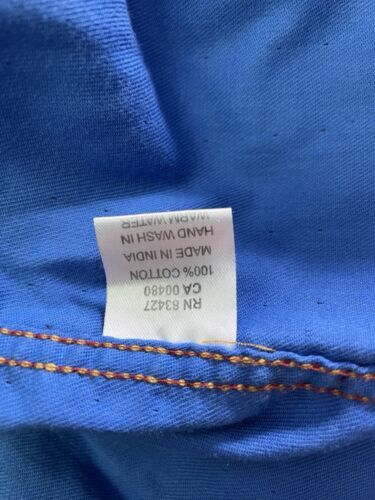 RN 83427
CA 00480
100% COTTON
MADE IN INDIA
HAND WASH IN
WARM WATER